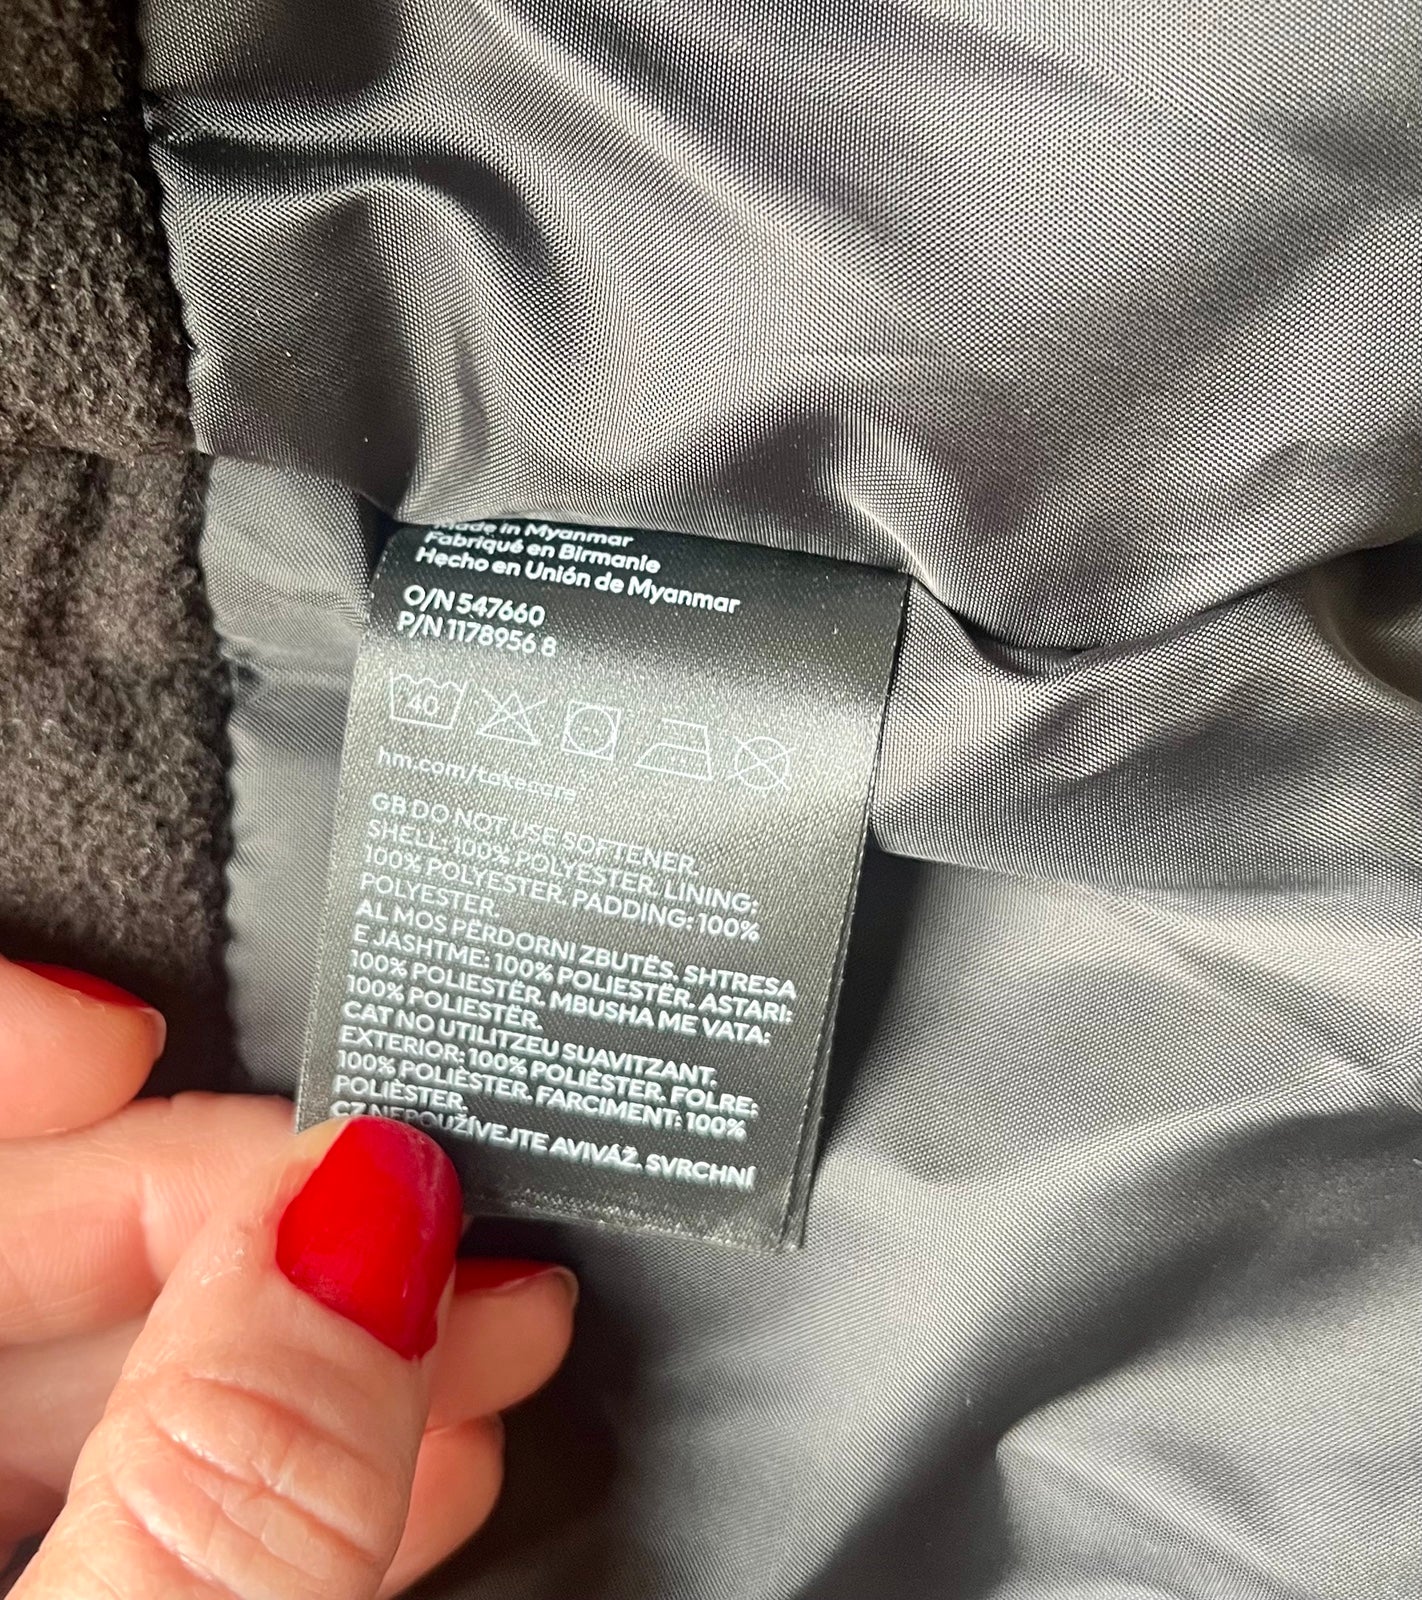 Made in Myanmar
Fabriqué en Birmanie
Hecho en Unión de Myanmar
O/N 547660
P/N 1178956 8
40
hm.com/takecare
GB DO NOT USE SOFTENER.
SHELL: 100% POLYESTER. LINING:
100% POLYESTER. PADDING: 100%
POLYESTER.
AL MOS PËRDORNI ZBUTËS. SHTRESA
E JASHTME: 100% POLIESTËR. ASTARI:
100% POLIESTËR. MBUSHA ME VATA:
100% POLIESTËR.
CAT NO UTILITZEU SUAVITZANT.
EXTERIOR: 100% POLIÈSTER. FOLRE:
100% POLIÈSTER. FARCIMENT: 100%
POLIÈSTER.
CZ NEPOUŽÍVEJTE AVIVÁŽ. SVRCHNÍ